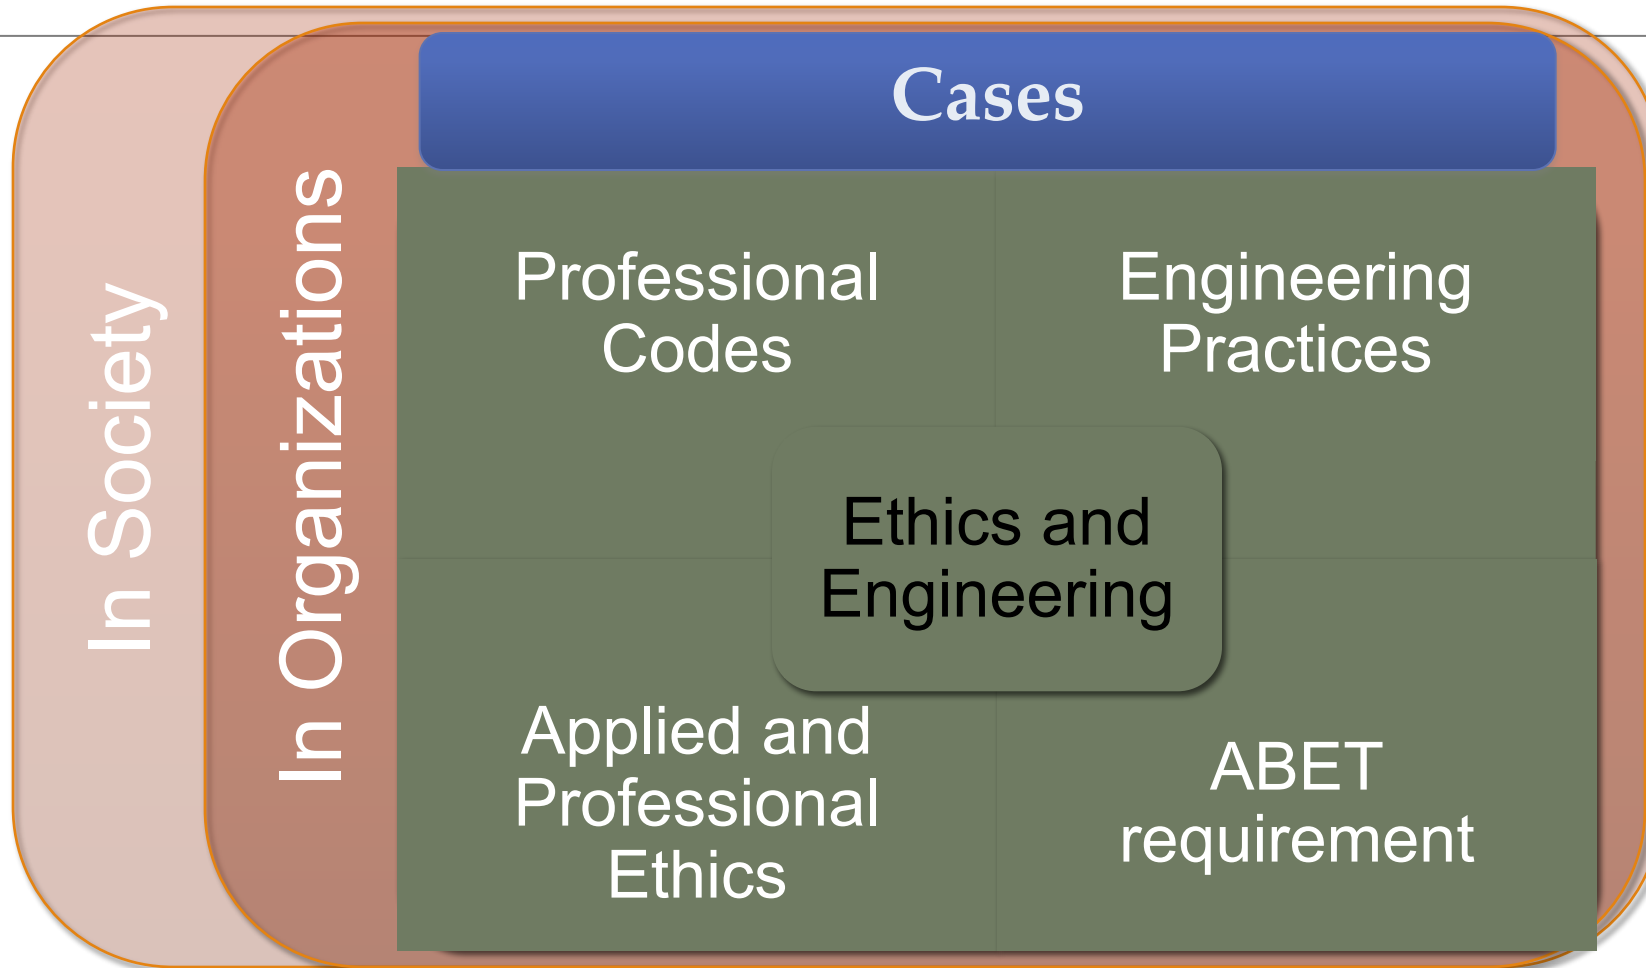 Cases
In Society
In Organizations
Professional
Codes
Engineering
Practices
Ethics and
Engineering
Applied and
Professional
Ethics
ABET
requirement